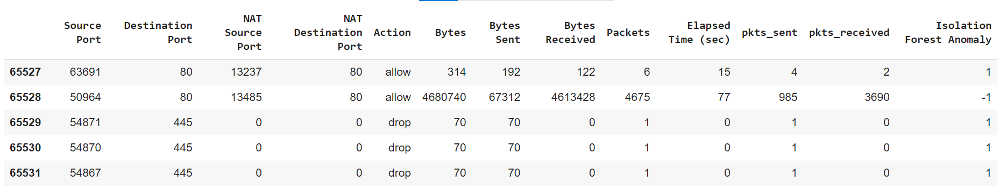 Source Port Destination Port NAT Source Port NAT Destination Port Action Bytes Bytes Sent Bytes Received Packets Elapsed Time (sec) pkts_sent pkts_received Isolation Forest Anomaly
65527 63691 80 13237 80 allow 314 192 122 6 15 4 2 1
65528 50964 80 13485 80 allow 4680740 67312 4613428 4675 77 985 3690 -1
65529 54871 445 0 0 drop 70 70 0 1 0 1 0 1
65530 54870 445 0 0 drop 70 70 0 1 0 1 0 1
65531 54867 445 0 0 drop 70 70 0 1 0 1 0 1